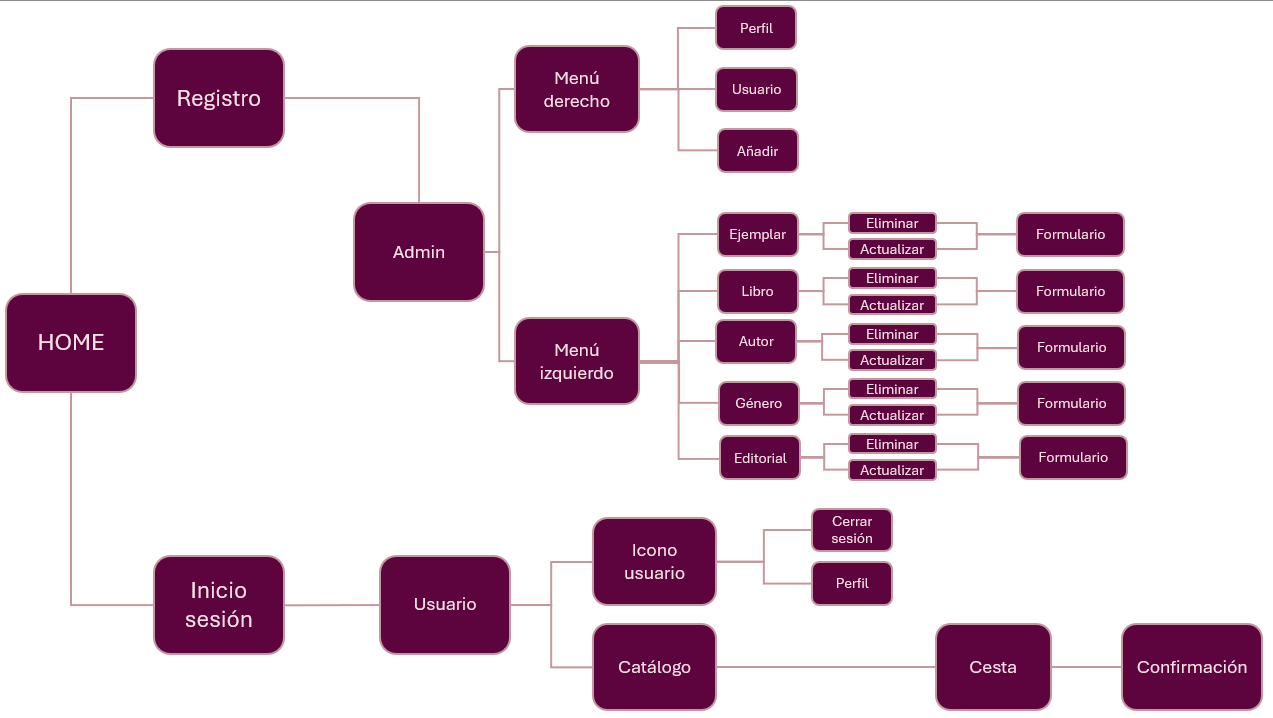 HOME
Registro
Admin
Menú
derecho
Perfil
Usuario
Añadir
Menú
izquierdo
Ejemplar
Eliminar
Actualizar
Formulario
Libro
Eliminar
Actualizar
Formulario
Autor
Eliminar
Actualizar
Formulario
Género
Eliminar
Actualizar
Formulario
Editorial
Eliminar
Actualizar
Formulario
Inicio
sesión
Usuario
Icono
usuario
Cerrar
sesión
Perfil
Catálogo
Cesta
Confirmación